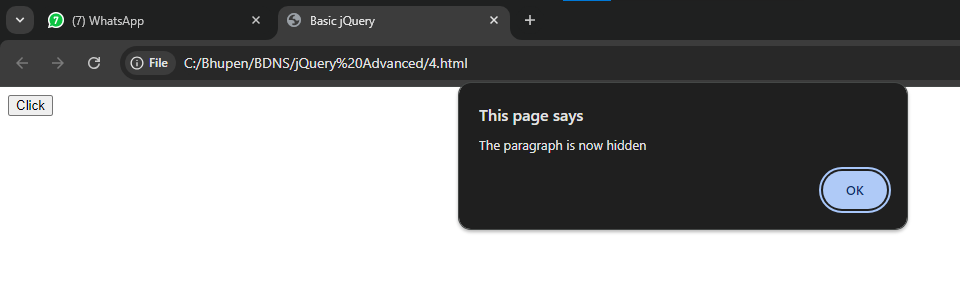 7 (7) WhatsApp
Basic jQuery
File C:/Bhupen/BDNS/jQuery%20Advanced/4.html
Click
This page says
The paragraph is now hidden
OK